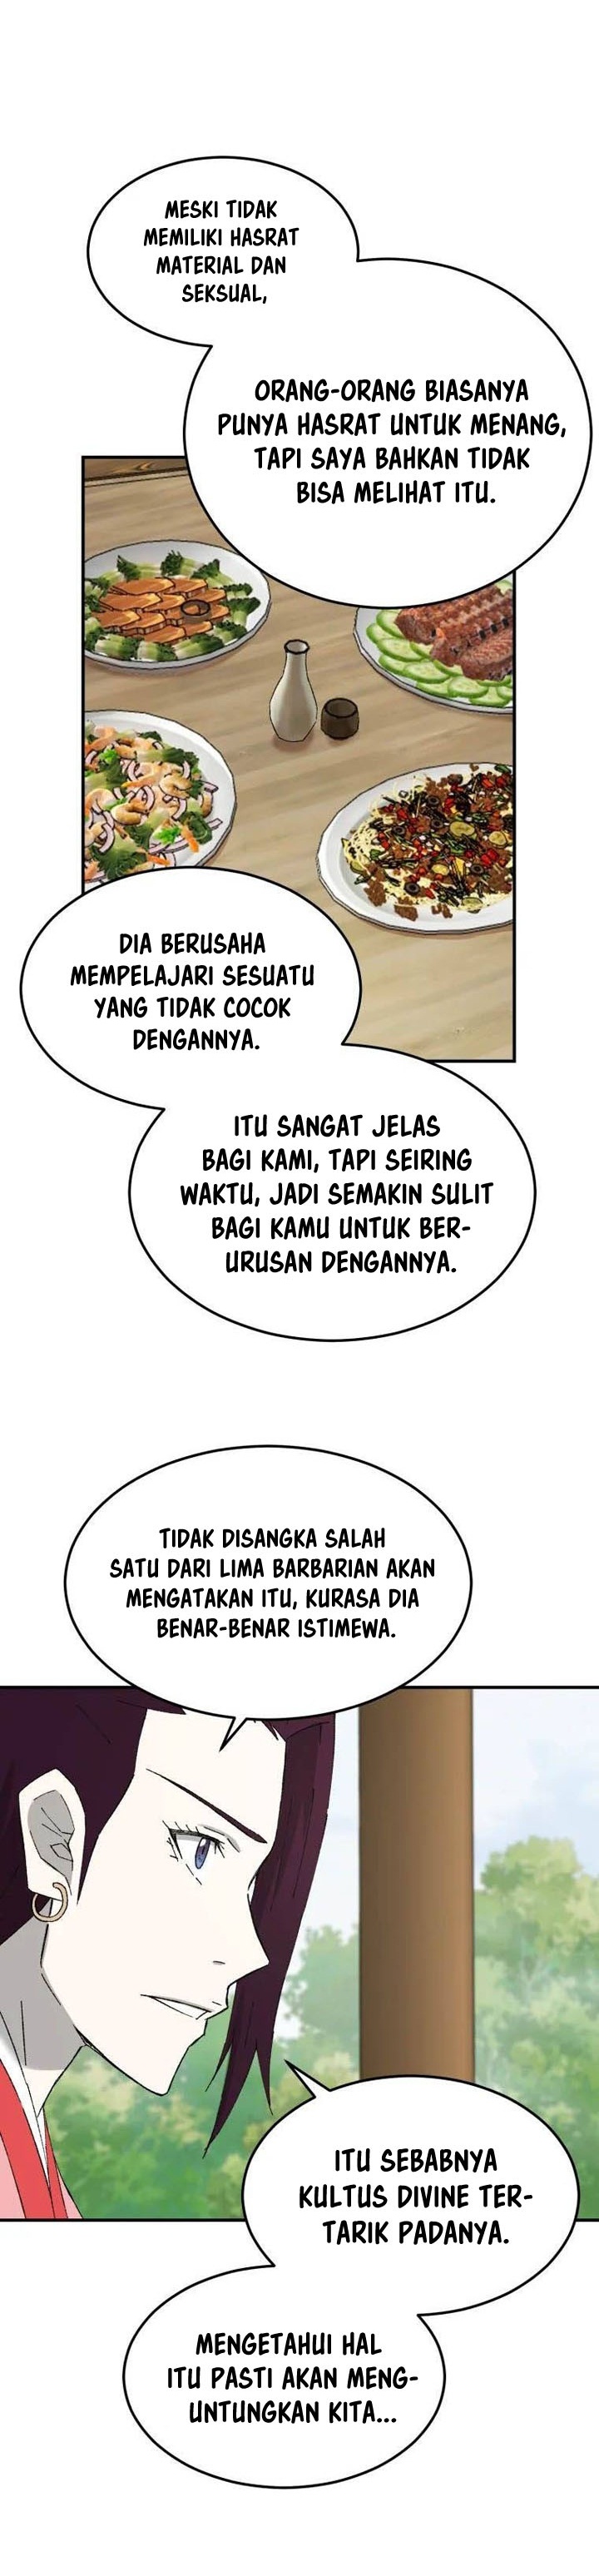 MESKI TIDAK
MEMILIKI HASRAT
MATERIAL DAN
SEKSUAL,
ORANG-ORANG BIASANYA
PUNYA HASRAT UNTUK MENANG,
TAPI SAYA BAHKAN TIDAK
BISA MELIHAT ITU.
DIA BERUSAHA
MEMPELAJARI SESUATU
YANG TIDAK COCOK
DENGANNYA.
ITU SANGAT JELAS
BAGI KAMI, TAPI SEIRING
WAKTU, JADI SEMAKIN SULIT
BAGI KAMU UNTUK BER-
URUSAN DENGANNYA.
TIDAK DISANGKA SALAH
SATU DARI LIMA BARBARIAN AKAN
MENGATAKAN ITU, KURASA DIA
BENAR-BENAR ISTIMEWA.
ITU SEBABNYA
KULTUS DIVINE TER-
TARIK PADANYA.
MENGETAHUI HAL
ITU PASTI AKAN MENG-
UNTUNGKAN KITA...